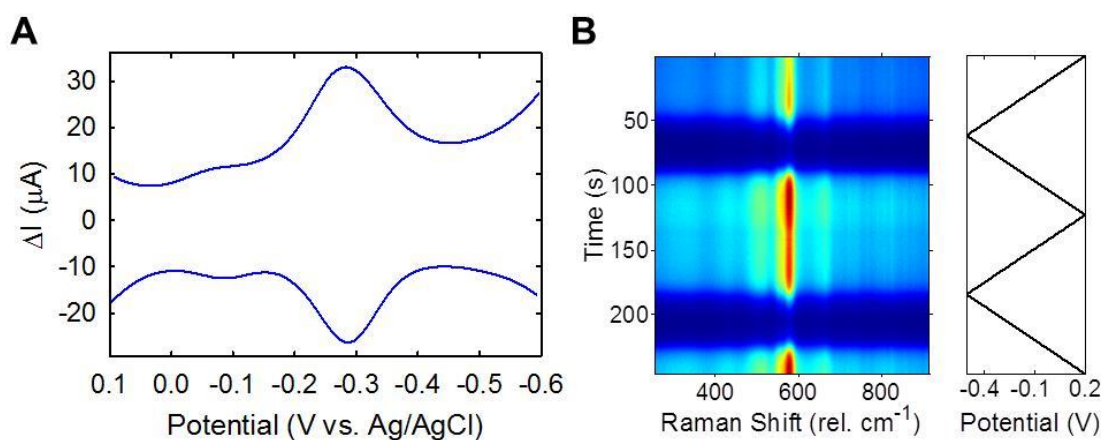 A
30
20
10
0
-10
-20
ΔI (μA)
0.1 0.0 -0.1 -0.2 -0.3 -0.4 -0.5 -0.6
Potential (V vs. Ag/AgCl)
B
50
100
150
200
Time (s)
400 600 800
Raman Shift (rel. cm⁻¹)
-0.4 -0.1 0.2
Potential (V)